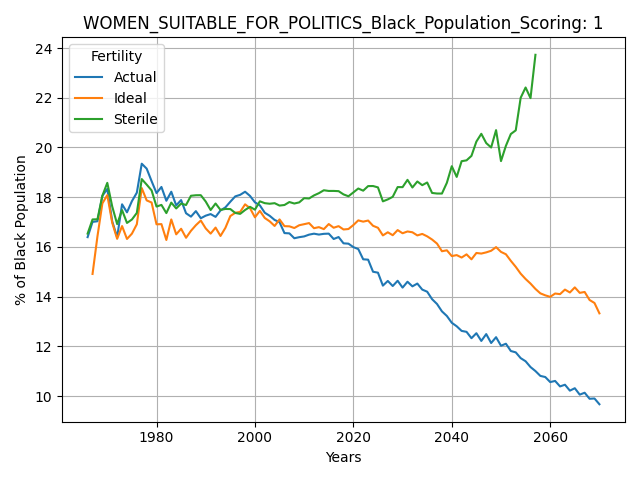 WOMEN_SUITABLE_FOR_POLITICS_Black_Population_Scoring: 1
Fertility
Actual
Ideal
Sterile
% of Black Population
24
22
20
18
16
14
12
10
1980
2000
2020
2040
2060
Years